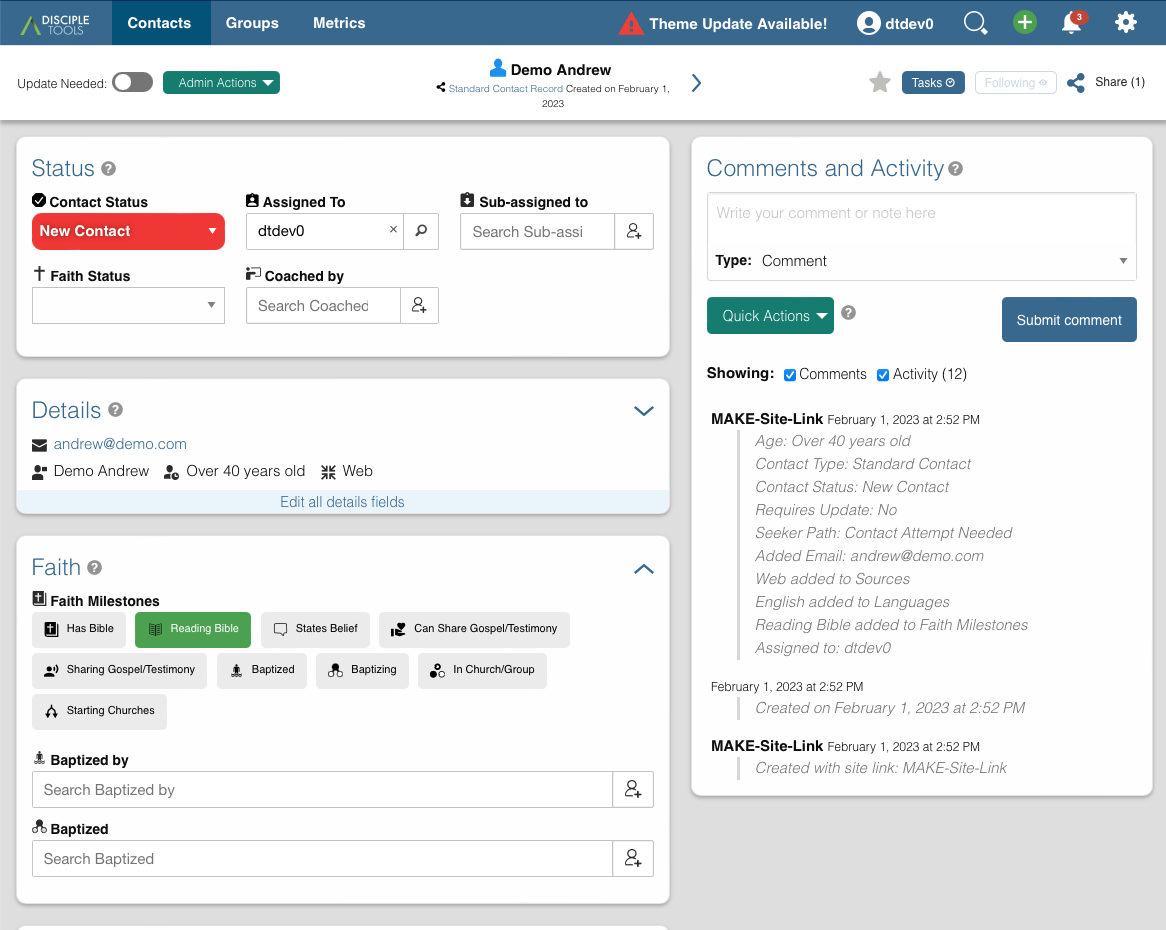 DISCIPLE TOOLS Contacts Groups Metrics Theme Update Available! dtdev0 3
Update Needed: Admin Actions
Demo Andrew
Standard Contact Record Created on February 1,
2023
Tasks Following Share (1)
Status
Contact Status Assigned To Sub-assigned to
New Contact dtdev0 × Search Sub-assi
Faith Status Coached by
Search Coached
Details
andrew@demo.com
Demo Andrew Over 40 years old Web
Edit all details fields
Faith
Faith Milestones
Has Bible Reading Bible States Belief Can Share Gospel/Testimony
Sharing Gospel/Testimony Baptized Baptizing In Church/Group
Starting Churches
Baptized by
Search Baptized by
Baptized
Search Baptized
Comments and Activity
Write your comment or note here
Type: Comment
Quick Actions Submit comment
Showing: Comments Activity (12)
MAKE-Site-Link February 1, 2023 at 2:52 PM
Age: Over 40 years old
Contact Type: Standard Contact
Contact Status: New Contact
Requires Update: No
Seeker Path: Contact Attempt Needed
Added Email: andrew@demo.com
Web added to Sources
English added to Languages
Reading Bible added to Faith Milestones
Assigned to: dtdev0
February 1, 2023 at 2:52 PM
Created on February 1, 2023 at 2:52 PM
MAKE-Site-Link February 1, 2023 at 2:52 PM
Created with site link: MAKE-Site-Link